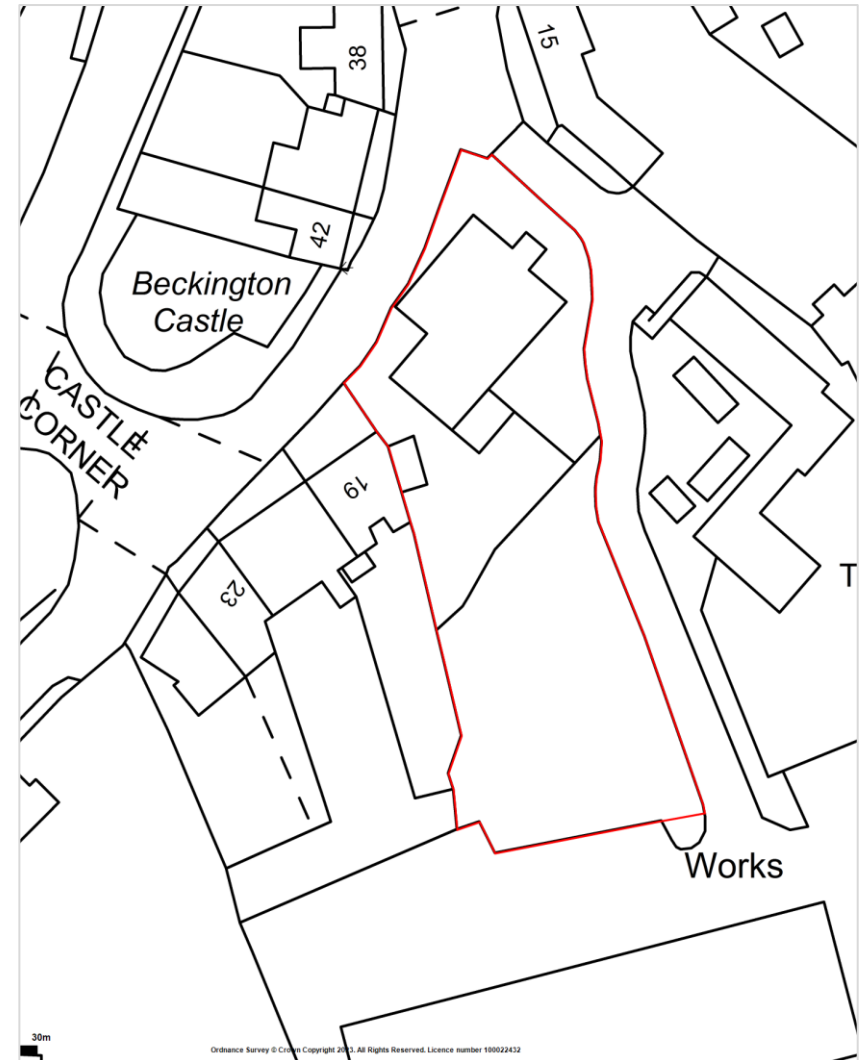 38
15
42
Beckington
Castle
CASTLE
CORNER
19
23
T
Works
30m
Ordnance Survey © Crown Copyright 2023. All Rights Reserved. Licence number 100022432